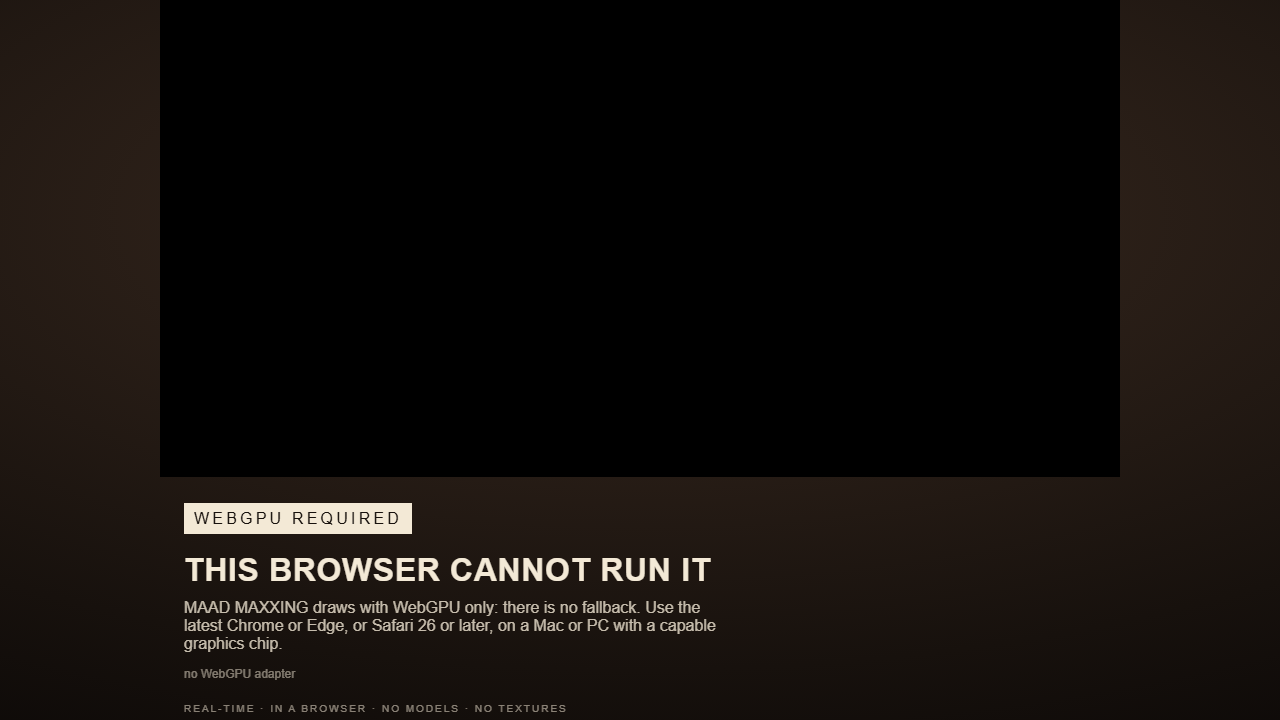 WEBGPU REQUIRED
THIS BROWSER CANNOT RUN IT
MAAD MAXXING draws with WebGPU only: there is no fallback. Use the
latest Chrome or Edge, or Safari 26 or later, on a Mac or PC with a capable
graphics chip.
no WebGPU adapter
REAL-TIME · IN A BROWSER · NO MODELS · NO TEXTURES